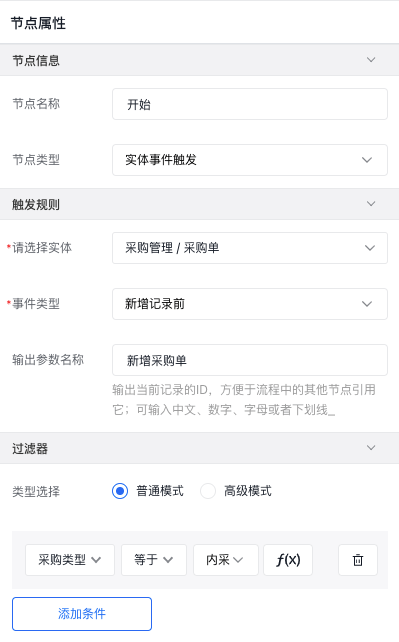 节点属性
节点信息
节点名称 开始
节点类型 实体事件触发
触发规则
*请选择实体 采购管理 / 采购单
*事件类型 新增记录前
输出参数名称 新增采购单
输出当前记录的ID，方便于流程中的其他节点引用
它；可输入中文、数字、字母或者下划线_
过滤器
类型选择 普通模式 高级模式
采购类型 等于 内采 f(x)
添加条件